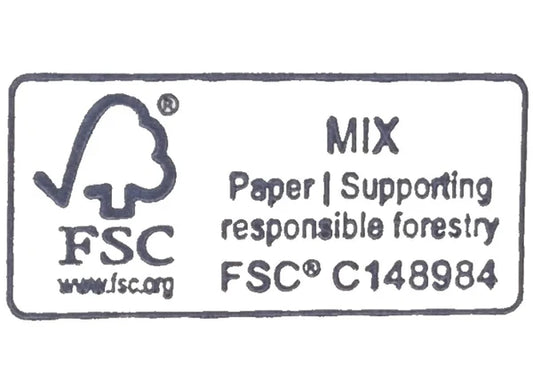 ®
FSC
www.fsc.org
MIX
Paper | Supporting
responsible forestry
FSC® C148984